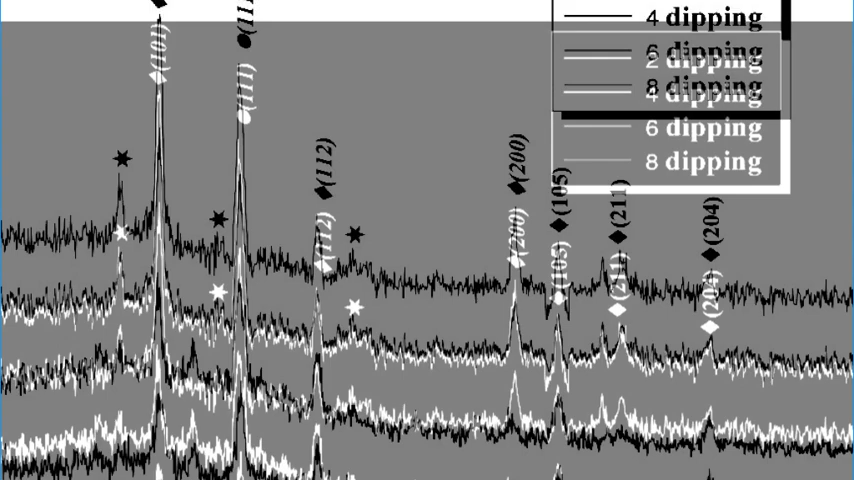 4 dipping
6 dipping
2 dipping
8 dipping
4 dipping
6 dipping
8 dipping
(101)
(111)
(111)
(112)
(112)
(200)
(200)
(105)
(105)
(211)
(211)
(204)
(204)